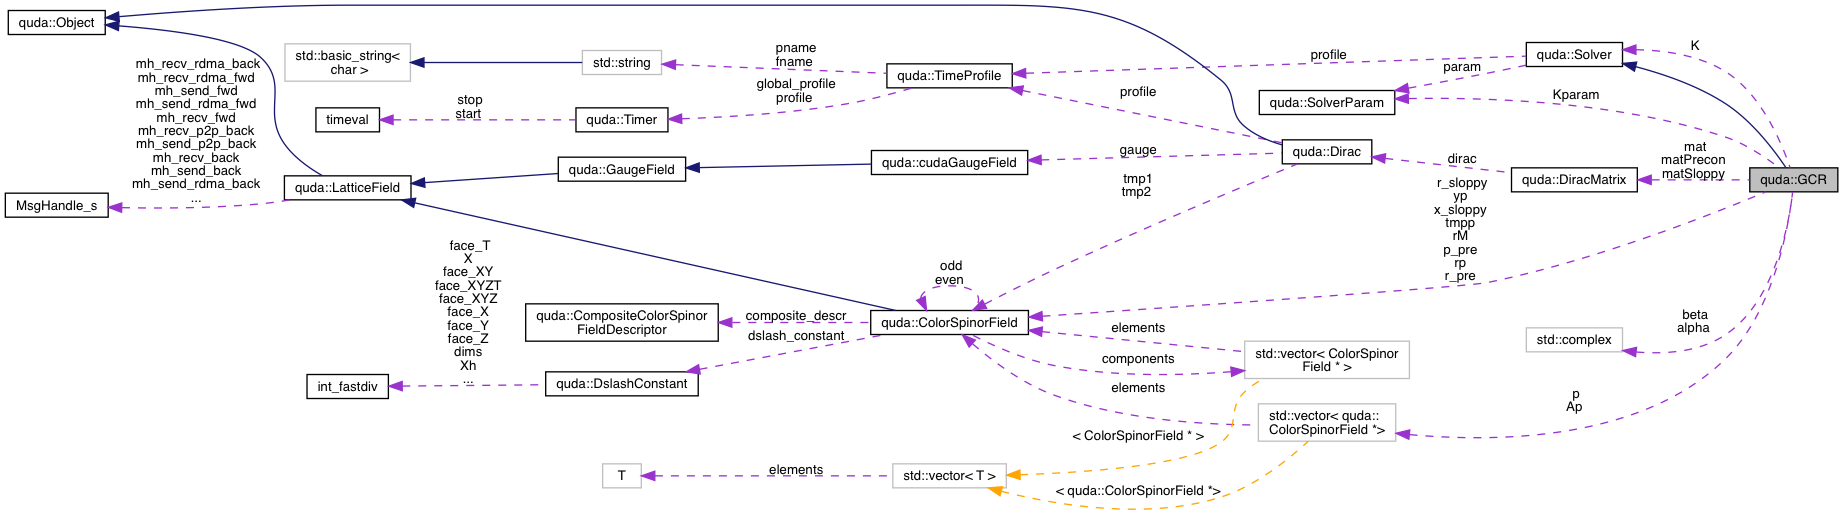 quda::Object
std::basic_string<
char >
std::string
pname
fname
quda::TimeProfile
profile
quda::Solver
K
param
mh_recv_rdma_back
mh_recv_rdma_fwd
mh_send_fwd
mh_send_rdma_fwd
mh_recv_fwd
mh_recv_p2p_back
mh_send_p2p_back
mh_recv_back
mh_send_back
mh_send_rdma_back
...
timeval
stop
start
quda::Timer
global_profile
profile
profile
quda::SolverParam
Kparam
quda::LatticeField
quda::GaugeField
quda::cudaGaugeField
gauge
quda::Dirac
dirac
quda::DiracMatrix
mat
matPrecon
matSloppy
quda::GCR
MsgHandle_s
tmp1
tmp2
r_sloppy
yp
x_sloppy
tmpp
rM
p_pre
rp
r_pre
face_T
X
face_XY
face_XYZT
face_XYZ
face_X
face_Y
face_Z
dims
Xh
...
odd
even
quda::CompositeColorSpinor
FieldDescriptor
composite_descr
quda::ColorSpinorField
dslash_constant
elements
components
elements
std::vector< ColorSpinor
Field * >
beta
alpha
std::complex
int_fastdiv
quda::DslashConstant
std::vector< quda::
ColorSpinorField *>
p
Ap
< ColorSpinorField * >
T
elements
std::vector< T >
< quda::ColorSpinorField *>